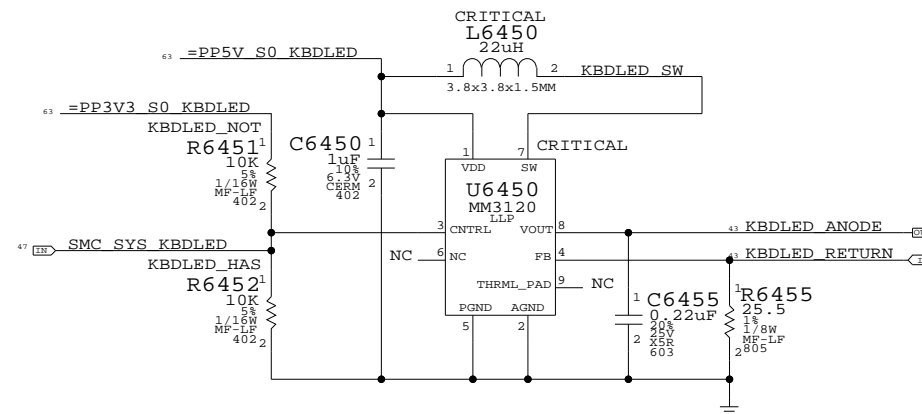 CRITICAL
L6450
22uH
63 =PP5V_S0_KBDLED
1 2 KBDLED_SW
3.8x3.8x1.5MM
63 =PP3V3_S0_KBDLED
KBDLED_NOT
R6451 1
10K
5%
1/16W
MF-LF
402 2
C6450 1
1uF
10%
6.3V
CERM
402
2
1 7 CRITICAL
VDD SW
U6450
MM3120
LLP
3 CNTRL VOUT 8
43 KBDLED_ANODE
47 IN SMC_SYS_KBDLED
NC 6 NC FB 4
KBDLED_RETURN
THRML_PAD 9 NC
PGND AGND
5 2
KBDLED_HAS
R6452 1
10K
5%
1/16W
MF-LF
402 2
1 C6455
0.22uF
20%
25V
X5R
603
2
1 R6455
25.5
1%
1/8W
MF-LF
805
2